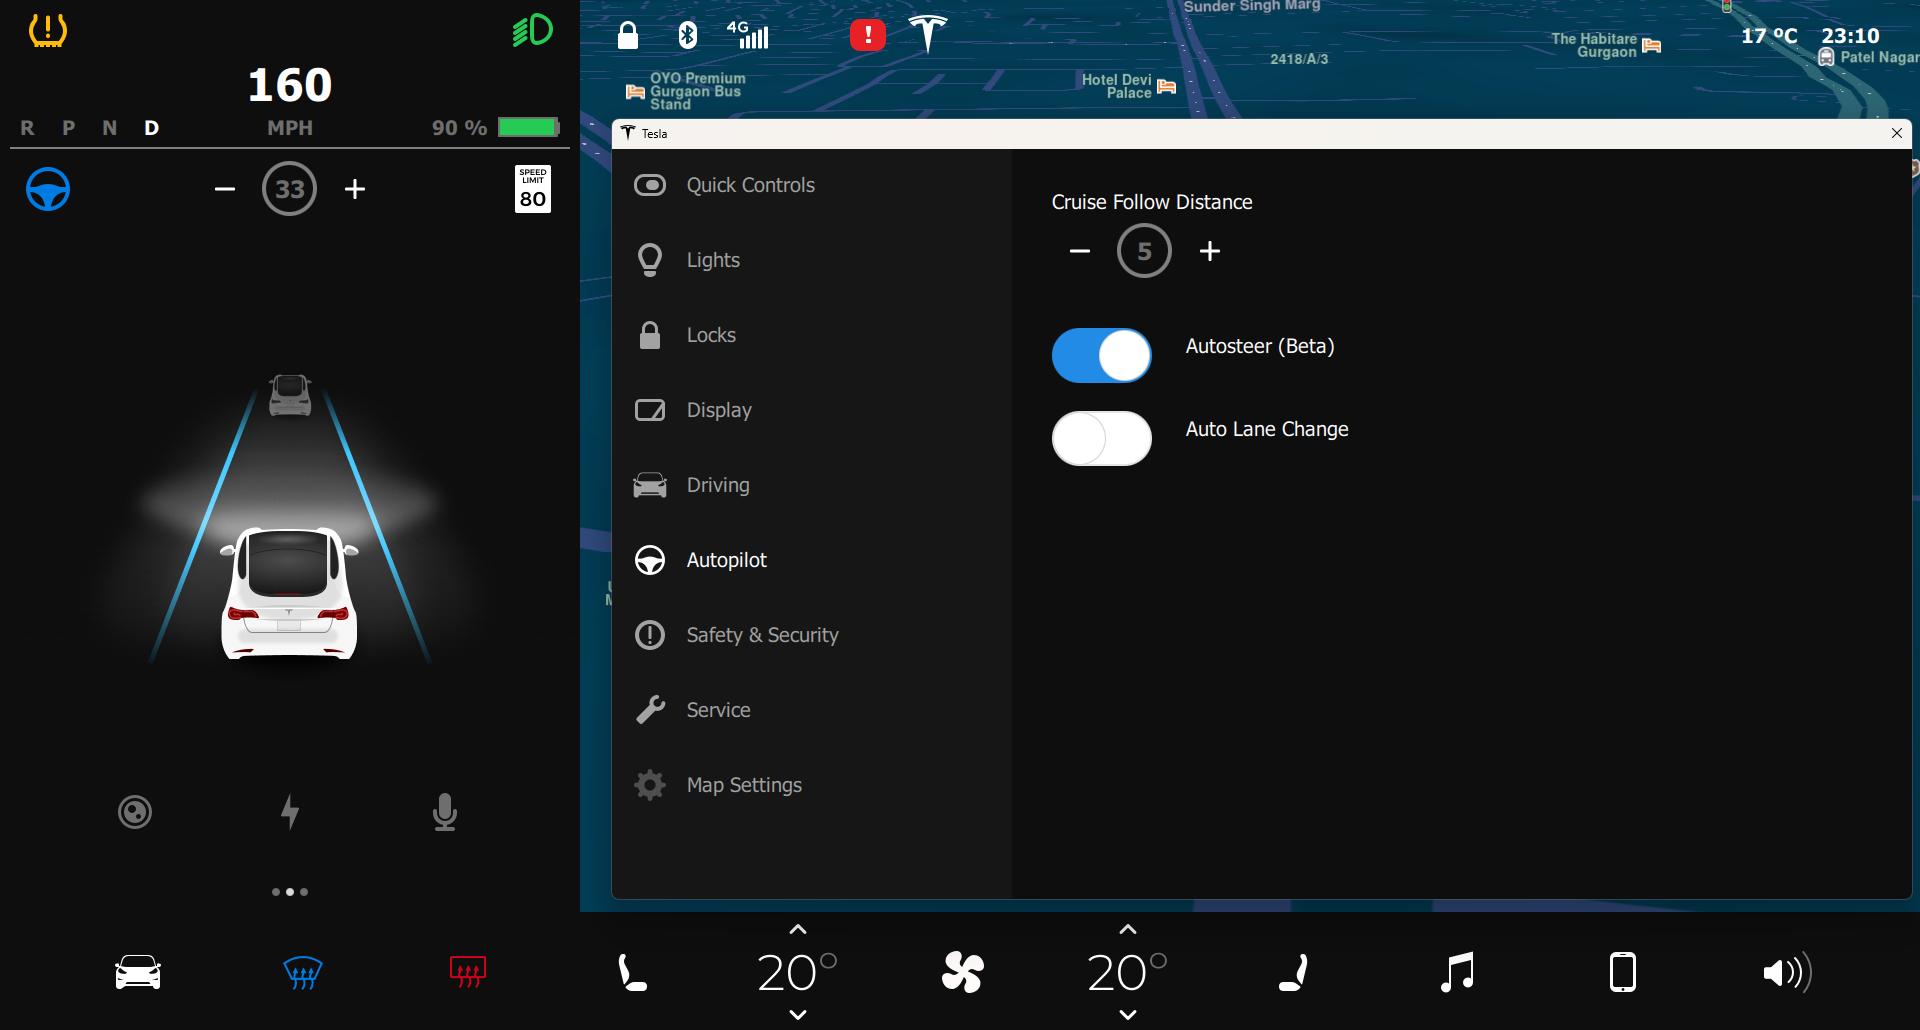 160
R P N D
MPH
90 %
33
SPEED
LIMIT
80
4G
!
17 ºC
23:10
Sunder Singh Marg
OYO Premium
Gurgaon Bus
Stand
Hotel Devi
Palace
2418/A/3
The Habitare
Gurgaon
Patel Nagar
Tesla
Quick Controls
Lights
Locks
Display
Driving
Autopilot
Safety & Security
Service
Map Settings
Cruise Follow Distance
5
Autosteer (Beta)
Auto Lane Change
20°
20°